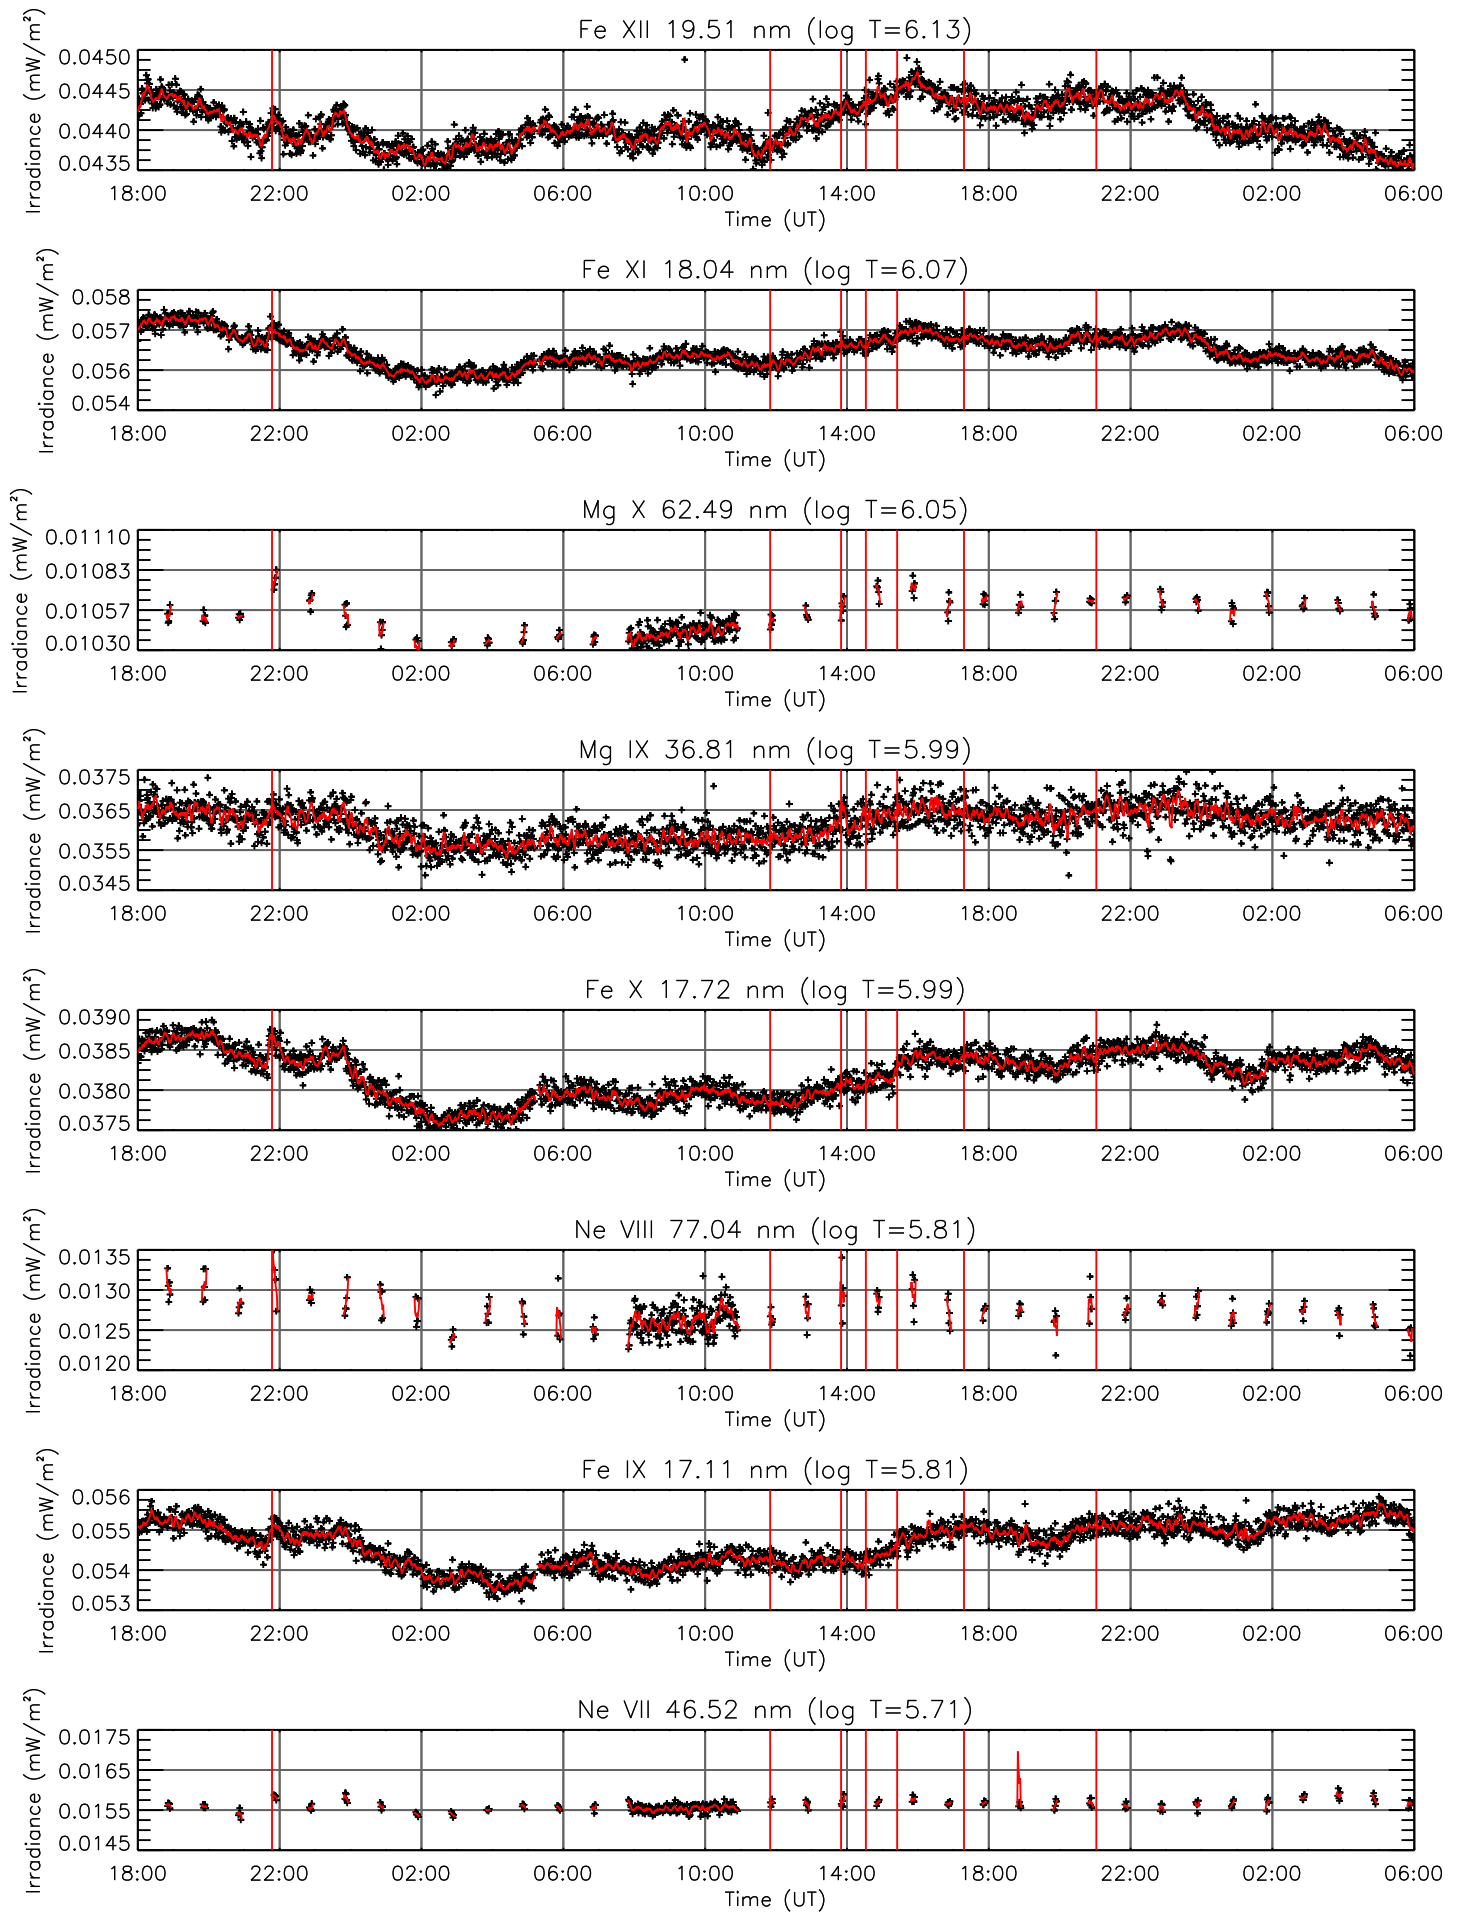 Fe XII 19.51 nm (log T=6.13)
Irradiance (mW/m²)
0.0450
0.0445
0.0440
0.0435
18:00 22:00 02:00 06:00 10:00 14:00 18:00 22:00 02:00 06:00
Time (UT)
Fe XI 18.04 nm (log T=6.07)
Irradiance (mW/m²)
0.058
0.057
0.056
0.054
18:00 22:00 02:00 06:00 10:00 14:00 18:00 22:00 02:00 06:00
Time (UT)
Mg X 62.49 nm (log T=6.05)
Irradiance (mW/m²)
0.01110
0.01083
0.01057
0.01030
18:00 22:00 02:00 06:00 10:00 14:00 18:00 22:00 02:00 06:00
Time (UT)
Mg IX 36.81 nm (log T=5.99)
Irradiance (mW/m²)
0.0375
0.0365
0.0355
0.0345
18:00 22:00 02:00 06:00 10:00 14:00 18:00 22:00 02:00 06:00
Time (UT)
Fe X 17.72 nm (log T=5.99)
Irradiance (mW/m²)
0.0390
0.0385
0.0380
0.0375
18:00 22:00 02:00 06:00 10:00 14:00 18:00 22:00 02:00 06:00
Time (UT)
Ne VIII 77.04 nm (log T=5.81)
Irradiance (mW/m²)
0.0135
0.0130
0.0125
0.0120
18:00 22:00 02:00 06:00 10:00 14:00 18:00 22:00 02:00 06:00
Time (UT)
Fe IX 17.11 nm (log T=5.81)
Irradiance (mW/m²)
0.056
0.055
0.054
0.053
18:00 22:00 02:00 06:00 10:00 14:00 18:00 22:00 02:00 06:00
Time (UT)
Ne VII 46.52 nm (log T=5.71)
Irradiance (mW/m²)
0.0175
0.0165
0.0155
0.0145
18:00 22:00 02:00 06:00 10:00 14:00 18:00 22:00 02:00 06:00
Time (UT)